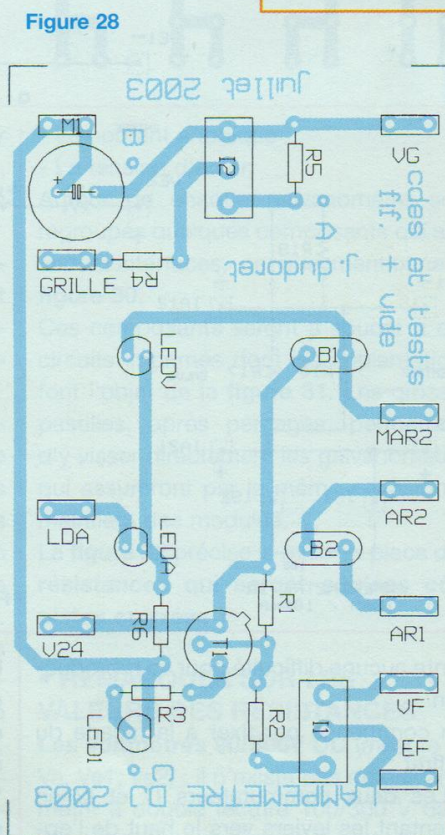 Figure 28
juillet 2003
M1
B
I2
R5
VG
A
cdes et tests
fif + vide
GRILLE
R4
j.dudoret
LEDV
B1
MAR2
LDA
LEDA
AR2
B2
V24
R6
T1
R1
AR1
R3
R2
I1
VF
LED1
EF
C
LAMPEMETRE DJ 2003